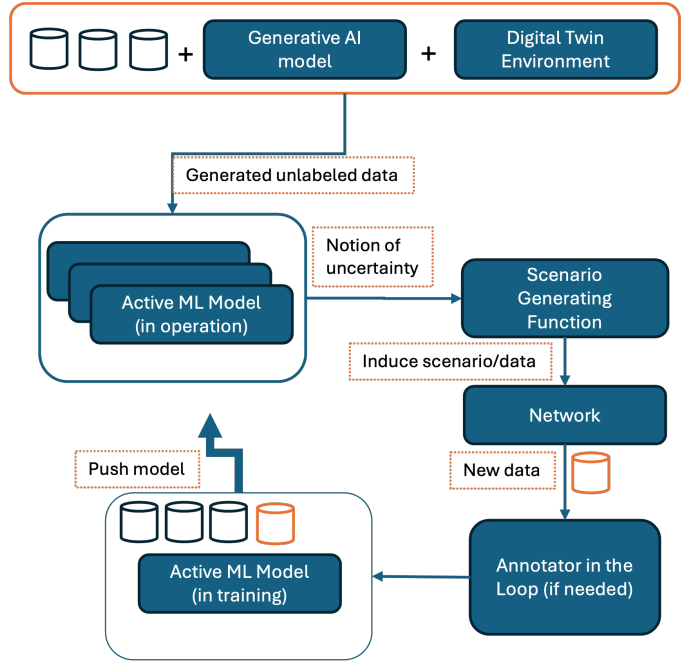 +
Generative AI
model
+
Digital Twin
Environment
Generated unlabeled data
Notion of
uncertainty
Active ML Model
(in operation)
Scenario
Generating
Function
Induce scenario/data
Network
Push model
New data
Active ML Model
(in training)
Annotator in the
Loop (if needed)